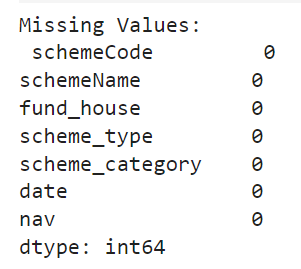 Missing Values:
 schemeCode         0
schemeName         0
fund_house         0
scheme_type        0
scheme_category    0
date               0
nav                0
dtype: int64